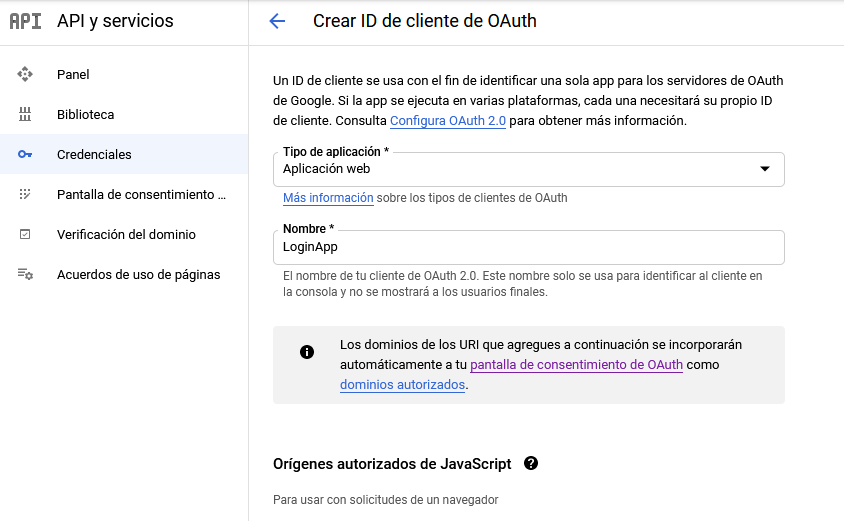 API API y servicios
Crear ID de cliente de OAuth
Panel
Biblioteca
Credenciales
Pantalla de consentimiento ...
Verificación del dominio
Acuerdos de uso de páginas
Un ID de cliente se usa con el fin de identificar una sola app para los servidores de OAuth
de Google. Si la app se ejecuta en varias plataformas, cada una necesitará su propio ID
de cliente. Consulta Configura OAuth 2.0 para obtener más información.
Tipo de aplicación *
Aplicación web
Más información sobre los tipos de clientes de OAuth
Nombre *
LoginApp
El nombre de tu cliente de OAuth 2.0. Este nombre solo se usa para identificar al cliente en
la consola y no se mostrará a los usuarios finales.
Los dominios de los URI que agregues a continuación se incorporarán
automáticamente a tu pantalla de consentimiento de OAuth como
dominios autorizados.
Orígenes autorizados de JavaScript
Para usar con solicitudes de un navegador